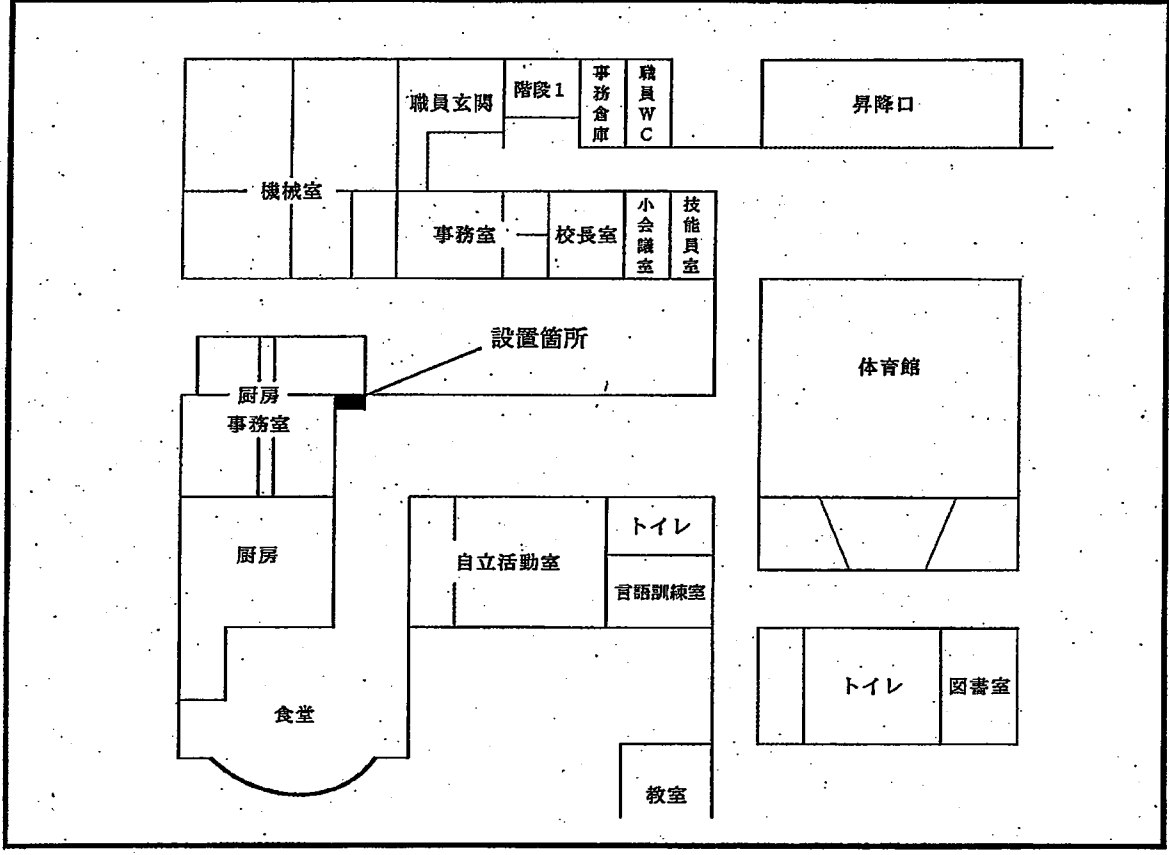 職員玄関
階段1
事務倉庫
職員WC
昇降口
機械室
事務室
校長室
小会議室
技能員室
設置箇所
体育館
厨房
事務室
厨房
自立活動室
トイレ
言語訓練室
食堂
トイレ
図書室
教室